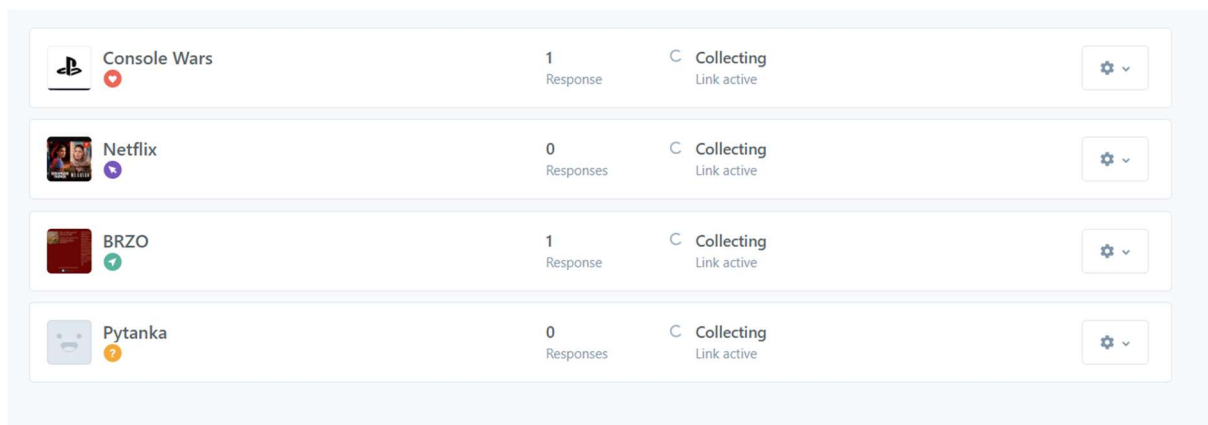 Console Wars
1
Response
Collecting
Link active
Netflix
0
Responses
Collecting
Link active
BRZO
1
Response
Collecting
Link active
Pytanka
?
0
Responses
Collecting
Link active